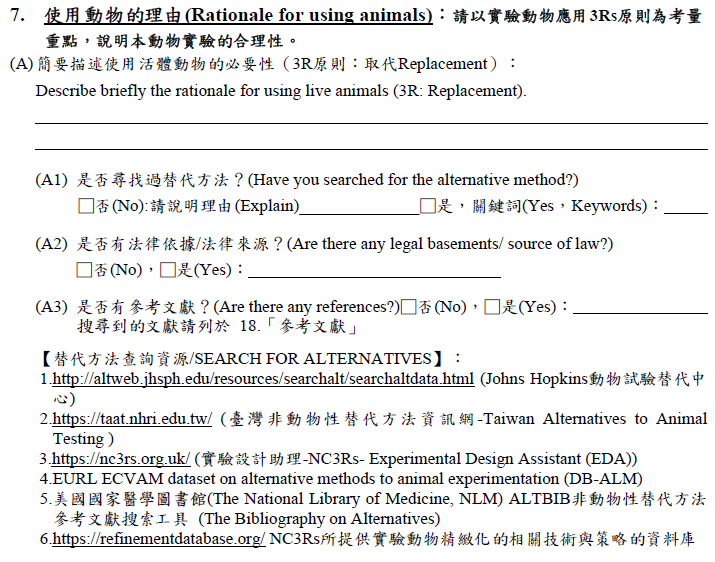 7. 使用動物的理由(Rationale for using animals)：請以實驗動物應用3Rs原則為考量
重點，說明本動物實驗的合理性。
(A) 簡要描述使用活體動物的必要性（3R原則：取代Replacement）：
Describe briefly the rationale for using live animals (3R: Replacement).
(A1) 是否尋找過替代方法？(Have you searched for the alternative method?)
□否(No):請說明理由(Explain)____________□是，關鍵詞(Yes，Keywords)：____
(A2) 是否有法律依據/法律來源？(Are there any legal basements/ source of law?)
□否(No)，□是(Yes)：________________________
(A3) 是否有參考文獻？(Are there any references?)□否(No)，□是(Yes)：____________
搜尋到的文獻請列於 18.「參考文獻」
【替代方法查詢資源/SEARCH FOR ALTERNATIVES】：
1.http://altweb.jhsph.edu/resources/searchalt/searchaltdata.html (Johns Hopkins動物試驗替代中
心)
2.https://taat.nhri.edu.tw/ (臺灣非動物性替代方法資訊網-Taiwan Alternatives to Animal
Testing )
3.https://nc3rs.org.uk/ (實驗設計助理-NC3Rs- Experimental Design Assistant (EDA))
4.EURL ECVAM dataset on alternative methods to animal experimentation (DB-ALM)
5.美國國家醫學圖書館(The National Library of Medicine, NLM) ALTBIB非動物性替代方法
參考文獻搜索工具 (The Bibliography on Alternatives)
6.https://refinementdatabase.org/ NC3Rs所提供實驗動物精緻化的相關技術與策略的資料庫